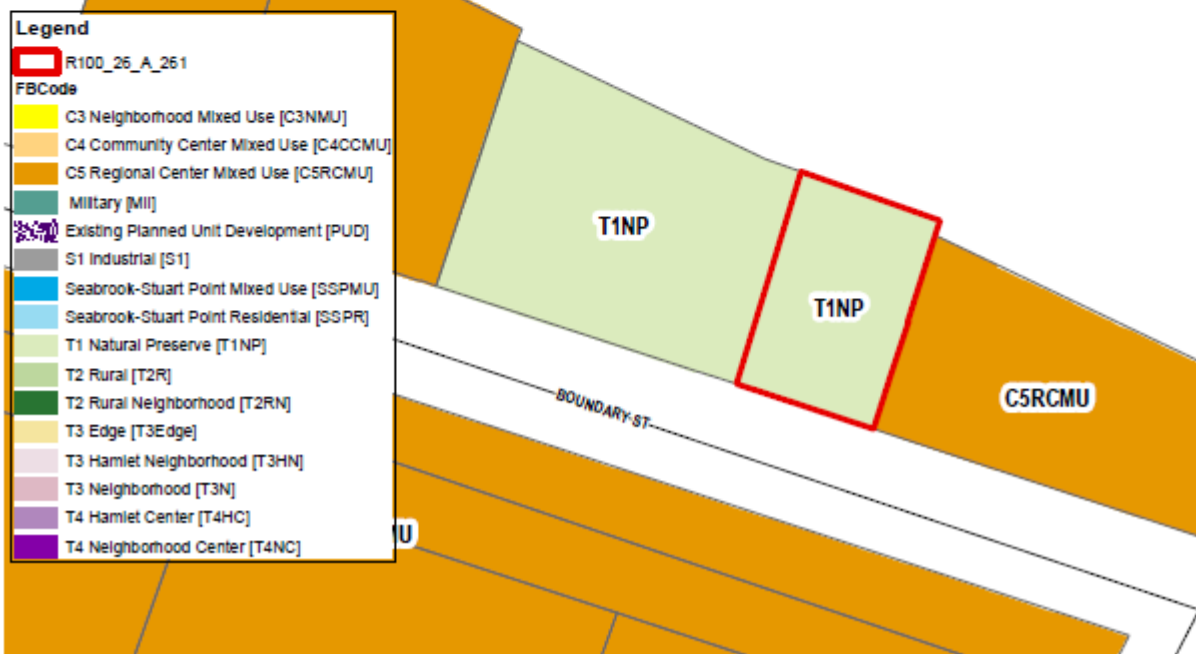 Legend
R100_26_A_261
FBCode
C3 Neighborhood Mixed Use [C3NMU]
C4 Community Center Mixed Use [C4CCMU]
C5 Regional Center Mixed Use [C5RCMU]
Military [Mil]
Existing Planned Unit Development [PUD]
S1 Industrial [S1]
Seabrook-Stuart Point Mixed Use [SSPMU]
Seabrook-Stuart Point Residential [SSPR]
T1 Natural Preserve [T1NP]
T2 Rural [T2R]
T2 Rural Neighborhood [T2RN]
T3 Edge [T3Edge]
T3 Hamlet Neighborhood [T3HN]
T3 Neighborhood [T3N]
T4 Hamlet Center [T4HC]
T4 Neighborhood Center [T4NC]
T1NP
T1NP
C5RCMU
BOUNDARY ST